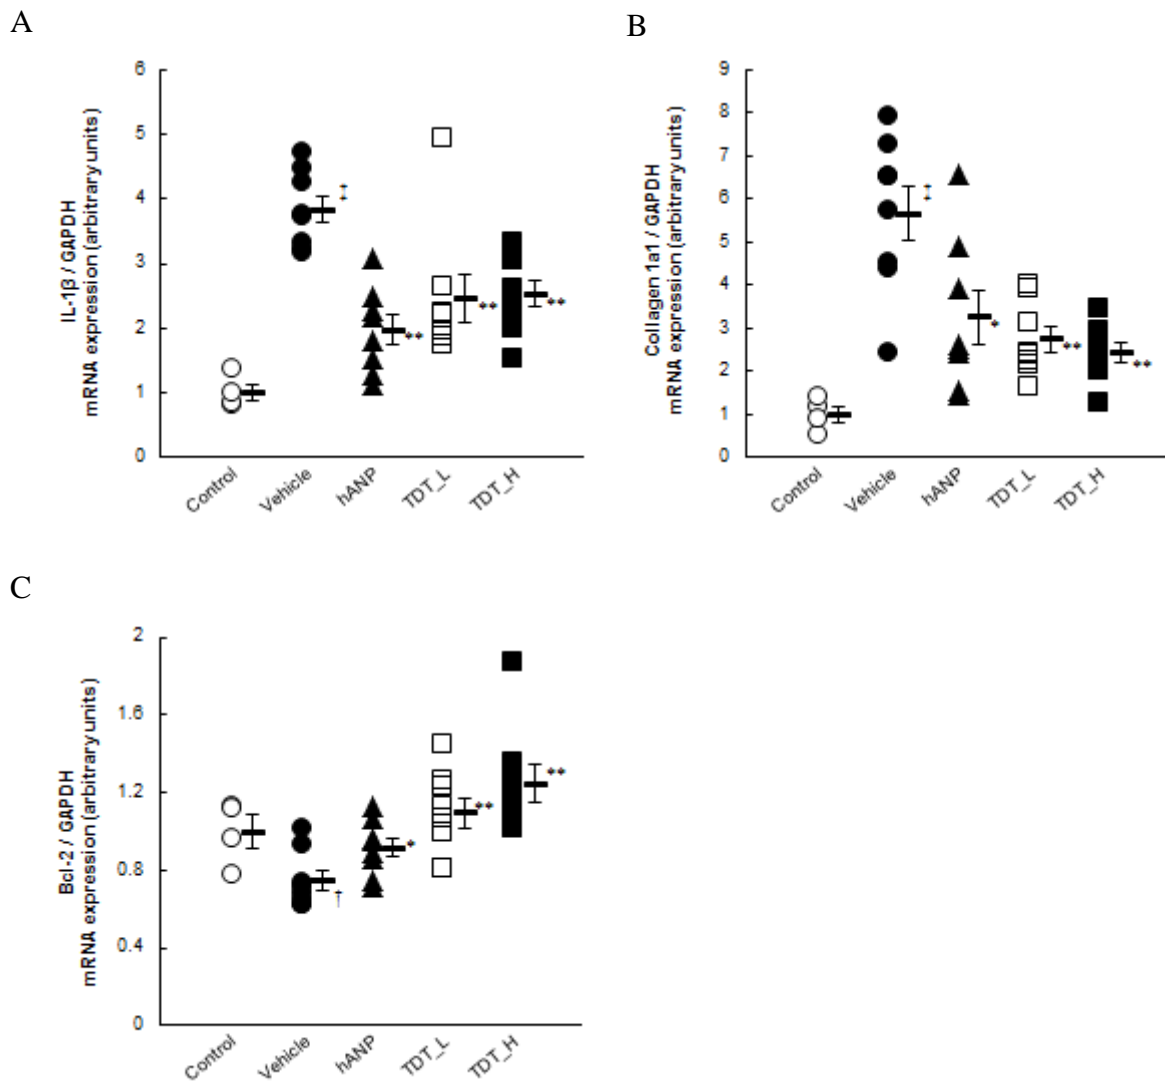 A
IL-1β / GAPDH
mRNA expression (arbitrary units)
6
5
4
3
2
1
0
‡
**
**
**
Control
Vehicle
hANP
TDT_L
TDT_H
B
Collagen 1a1 / GAPDH
mRNA expression (arbitrary units)
9
8
7
6
5
4
3
2
1
0
‡
*
**
**
Control
Vehicle
hANP
TDT_L
TDT_H
C
Bcl-2 / GAPDH
mRNA expression (arbitrary units)
2
1.6
1.2
0.8
0.4
0
†
*
**
**
Control
Vehicle
hANP
TDT_L
TDT_H